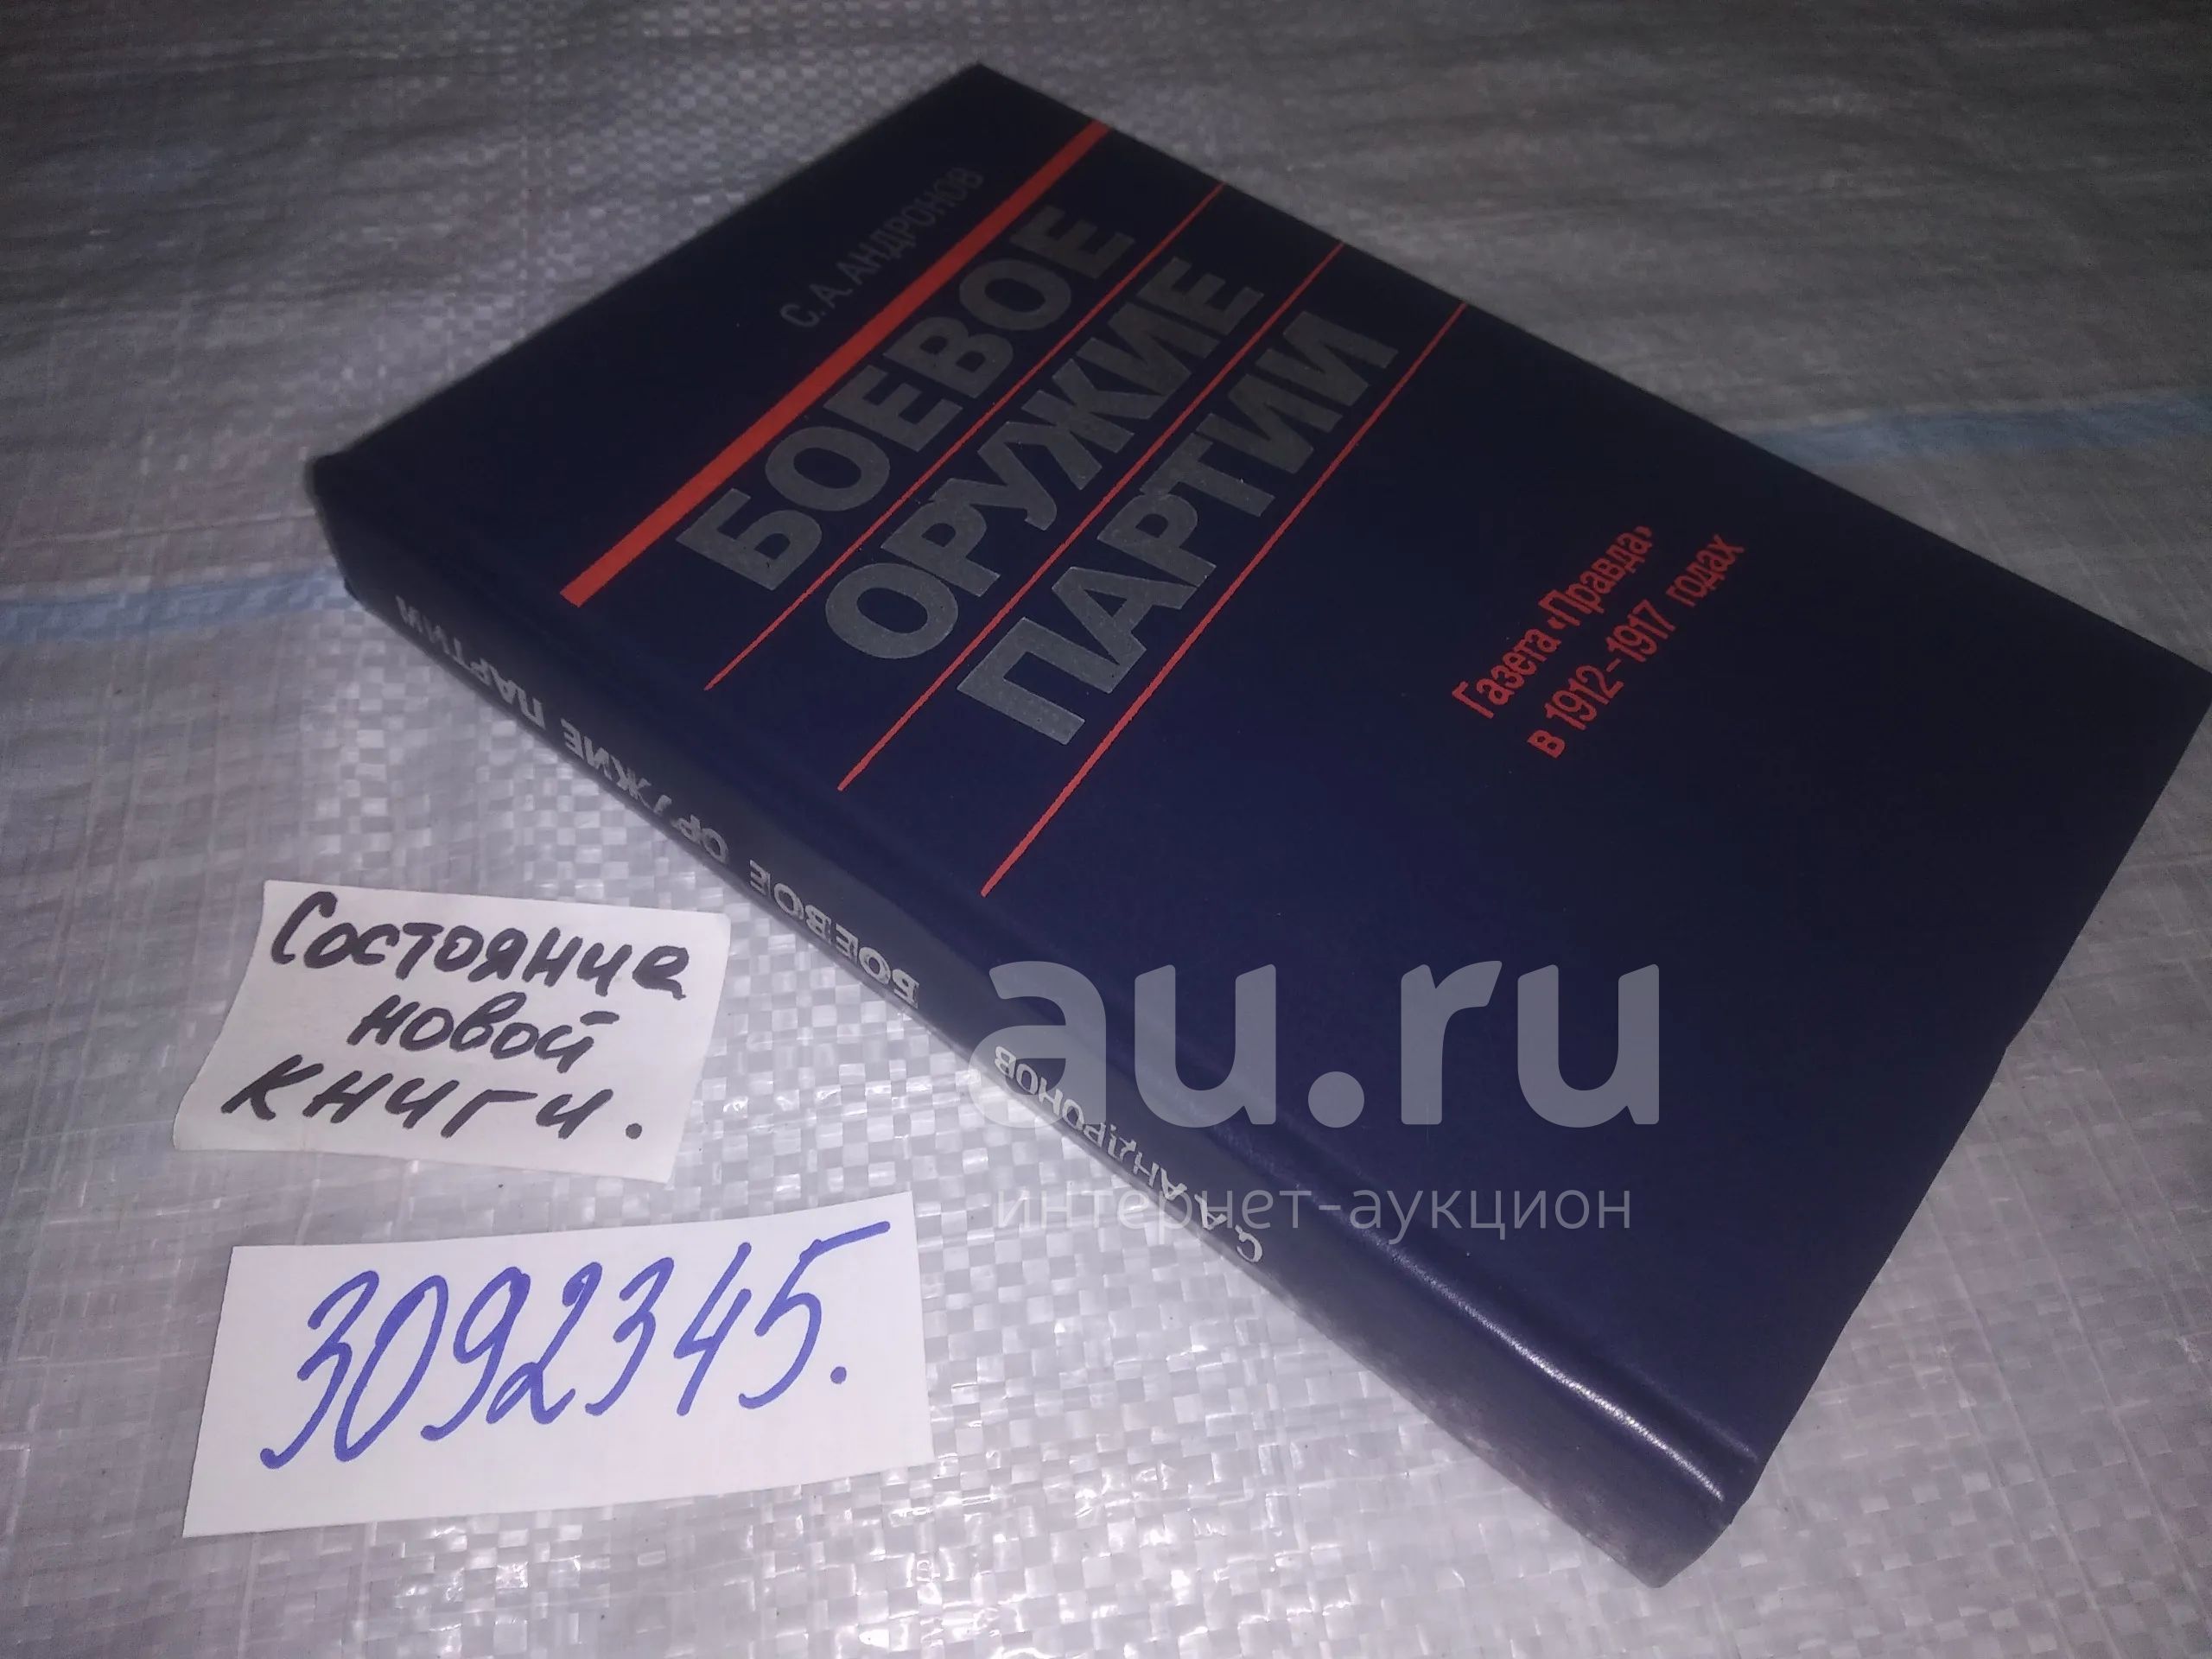 С. А. АНДРОНОВ
БОЕВОЕ
ОРУЖИЕ
ПАРТИИ
Газета «Правда»
в 1912-1917 годах
С.А. АНДРОНОВ БОЕВОЕ ОРУЖИЕ ПАРТИИ
Состояние
новой
книги.
3092345.
au.ru
интернет-аукцион